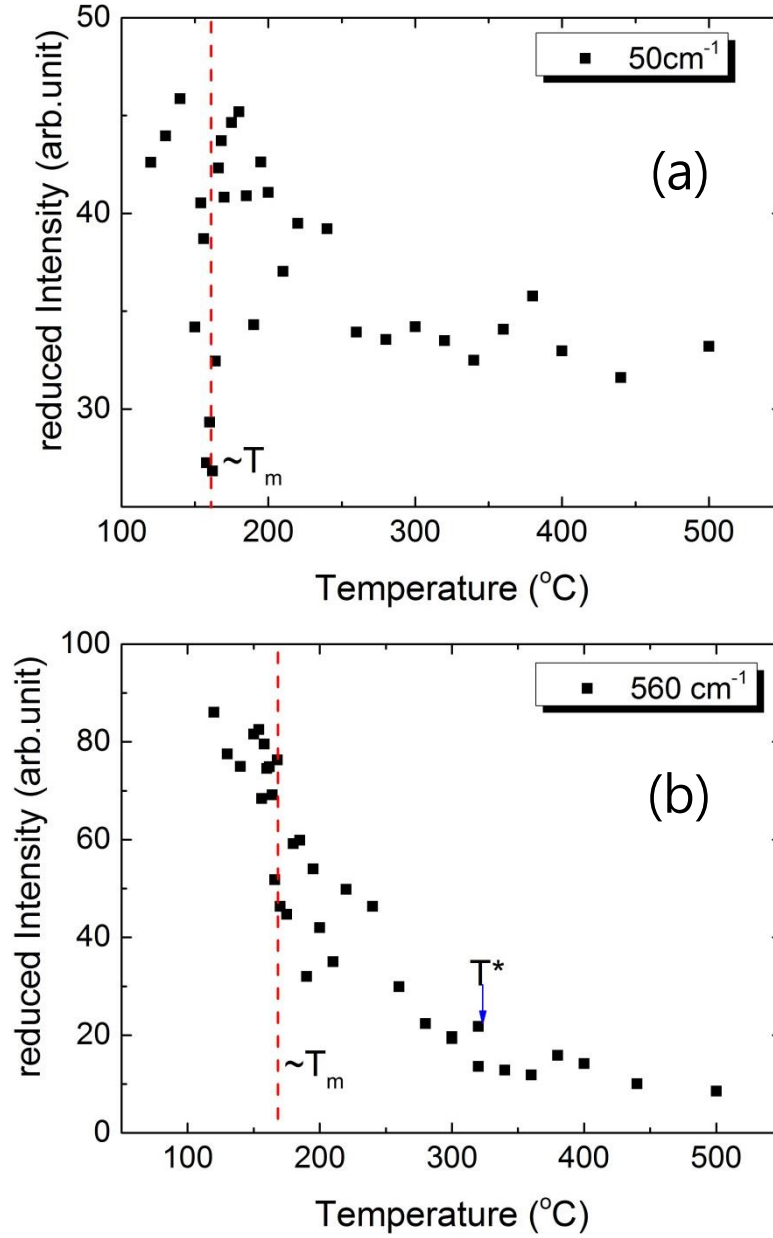 50
40
30
reduced Intensity (arb.unit)
50cm⁻¹
(a)
~Tₘ
100 200 300 400 500
Temperature (°C)
100
80
60
40
20
0
reduced Intensity (arb.unit)
560 cm⁻¹
(b)
T*
~Tₘ
100 200 300 400 500
Temperature (°C)